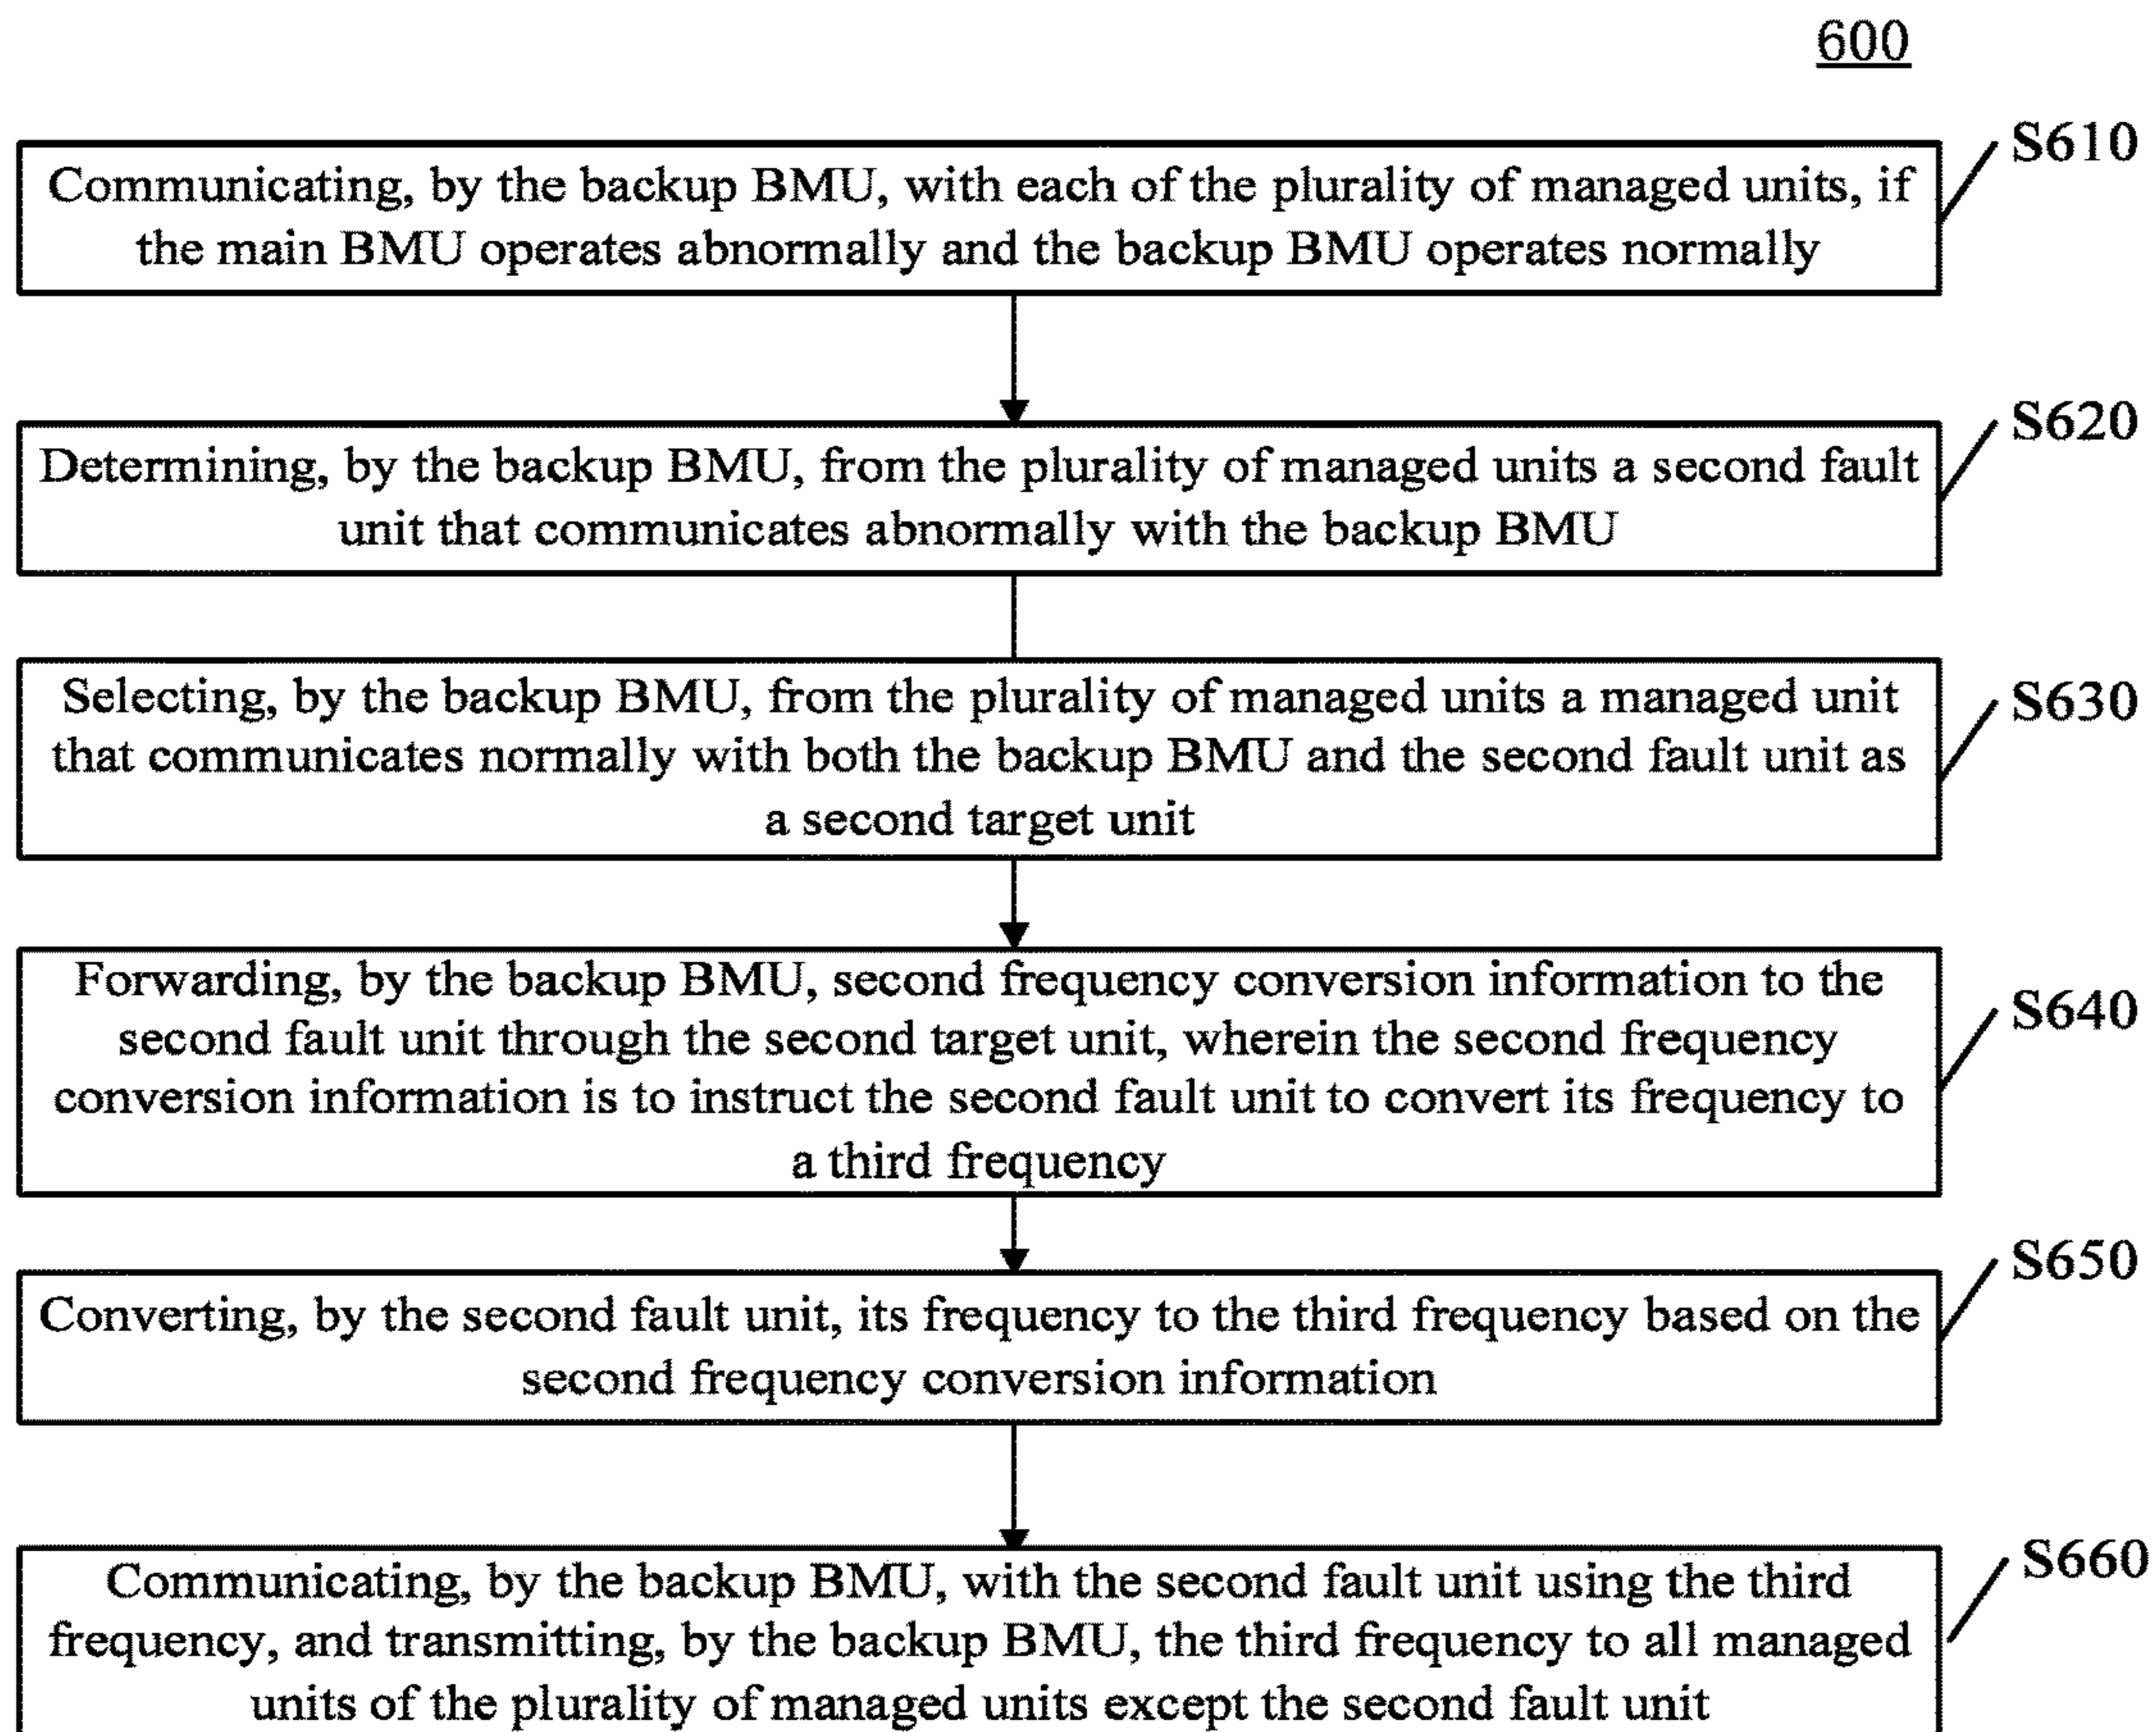 600
S610
Communicating, by the backup BMU, with each of the plurality of managed units, if
the main BMU operates abnormally and the backup BMU operates normally
S620
Determining, by the backup BMU, from the plurality of managed units a second fault
unit that communicates abnormally with the backup BMU
S630
Selecting, by the backup BMU, from the plurality of managed units a managed unit
that communicates normally with both the backup BMU and the second fault unit as
a second target unit
S640
Forwarding, by the backup BMU, second frequency conversion information to the
second fault unit through the second target unit, wherein the second frequency
conversion information is to instruct the second fault unit to convert its frequency to
a third frequency
S650
Converting, by the second fault unit, its frequency to the third frequency based on the
second frequency conversion information
S660
Communicating, by the backup BMU, with the second fault unit using the third
frequency, and transmitting, by the backup BMU, the third frequency to all managed
units of the plurality of managed units except the second fault unit